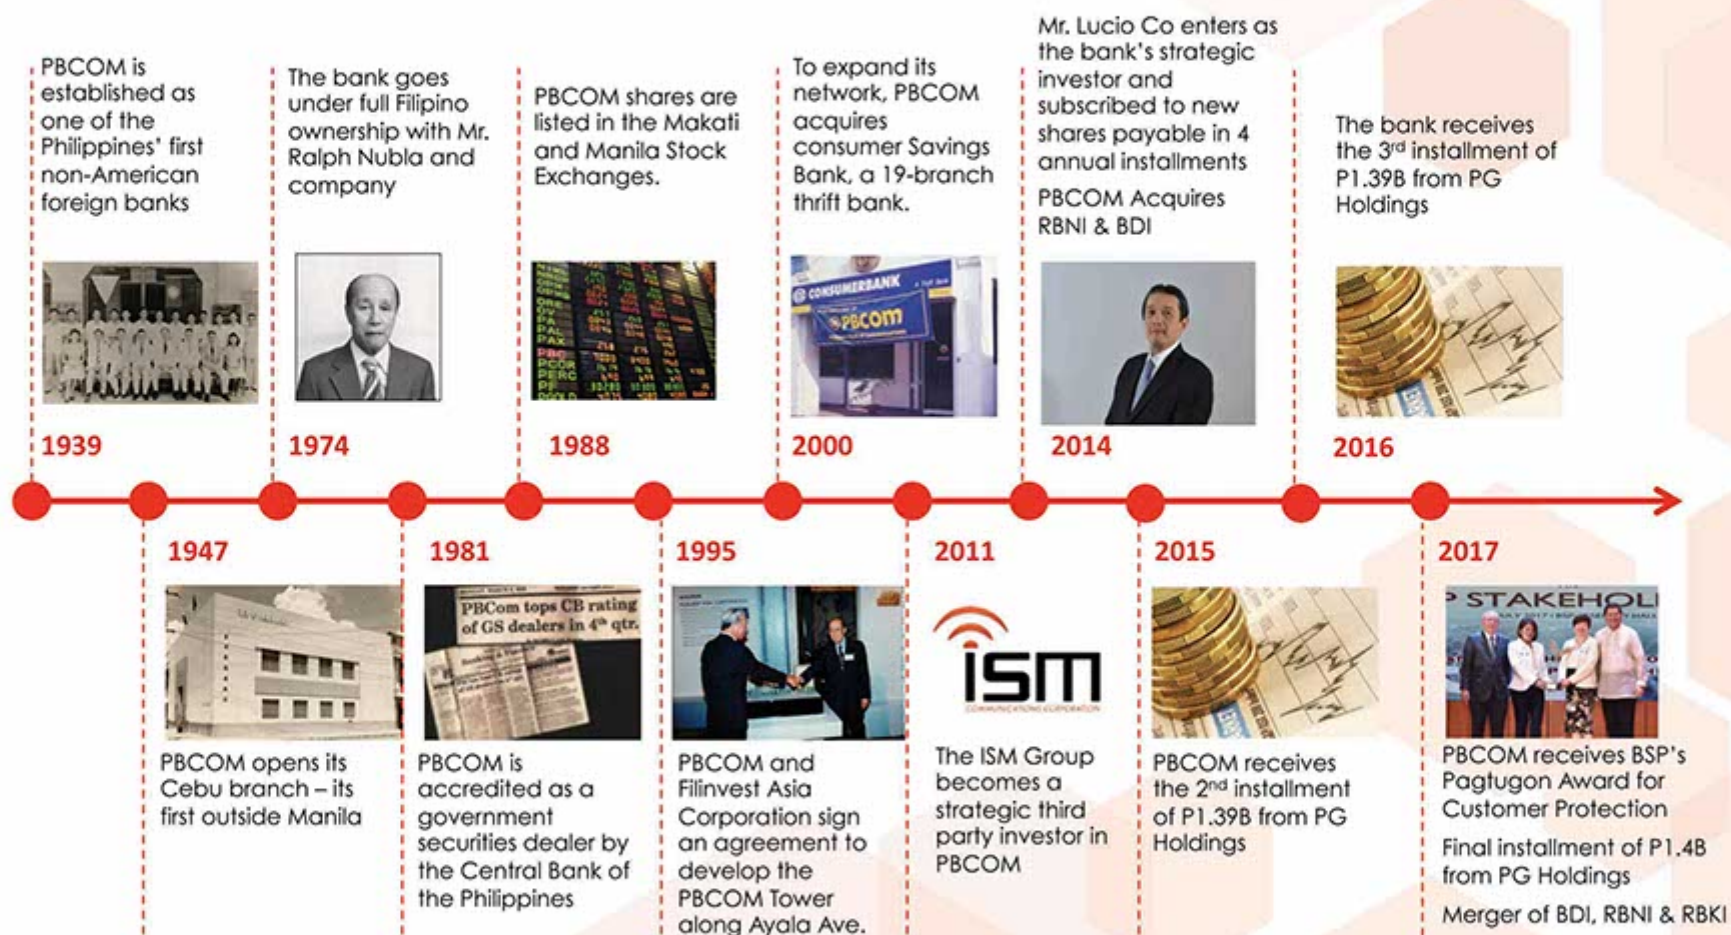 PBCOM is
established as
one of the
Philippines’ first
non-American
foreign banks
1939
The bank goes
under full Filipino
ownership with Mr.
Ralph Nubla and
company
1974
PBCOM shares are
listed in the Makati
and Manila Stock
Exchanges.
PAL
PAX
PBC
PCOR
PERC
PF
1988
To expand its
network, PBCOM
acquires
consumer Savings
Bank, a 19-branch
thrift bank.
CONSUMERBANK
PBCOM
2000
Mr. Lucio Co enters as
the bank’s strategic
investor and
subscribed to new
shares payable in 4
annual installments
PBCOM Acquires
RBNI & BDI
2014
The bank receives
the 3rd installment of
P1.39B from PG
Holdings
2016
1947
PBCOM opens its
Cebu branch – its
first outside Manila
1981
PBCom tops CB rating
of GS dealers in 4th qtr.
PBCOM is
accredited as a
government
securities dealer by
the Central Bank of
the Philippines
1995
PBCOM and
Filinvest Asia
Corporation sign
an agreement to
develop the
PBCOM Tower
along Ayala Ave.
2011
ism
COMMUNICATIONS CORPORATION
The ISM Group
becomes a
strategic third
party investor in
PBCOM
2015
PBCOM receives
the 2nd installment
of P1.39B from PG
Holdings
2017
P STAKEHOL
PBCOM receives BSP’s
Pagtugon Award for
Customer Protection
Final installment of P1.4B
from PG Holdings
Merger of BDI, RBNI & RBKI